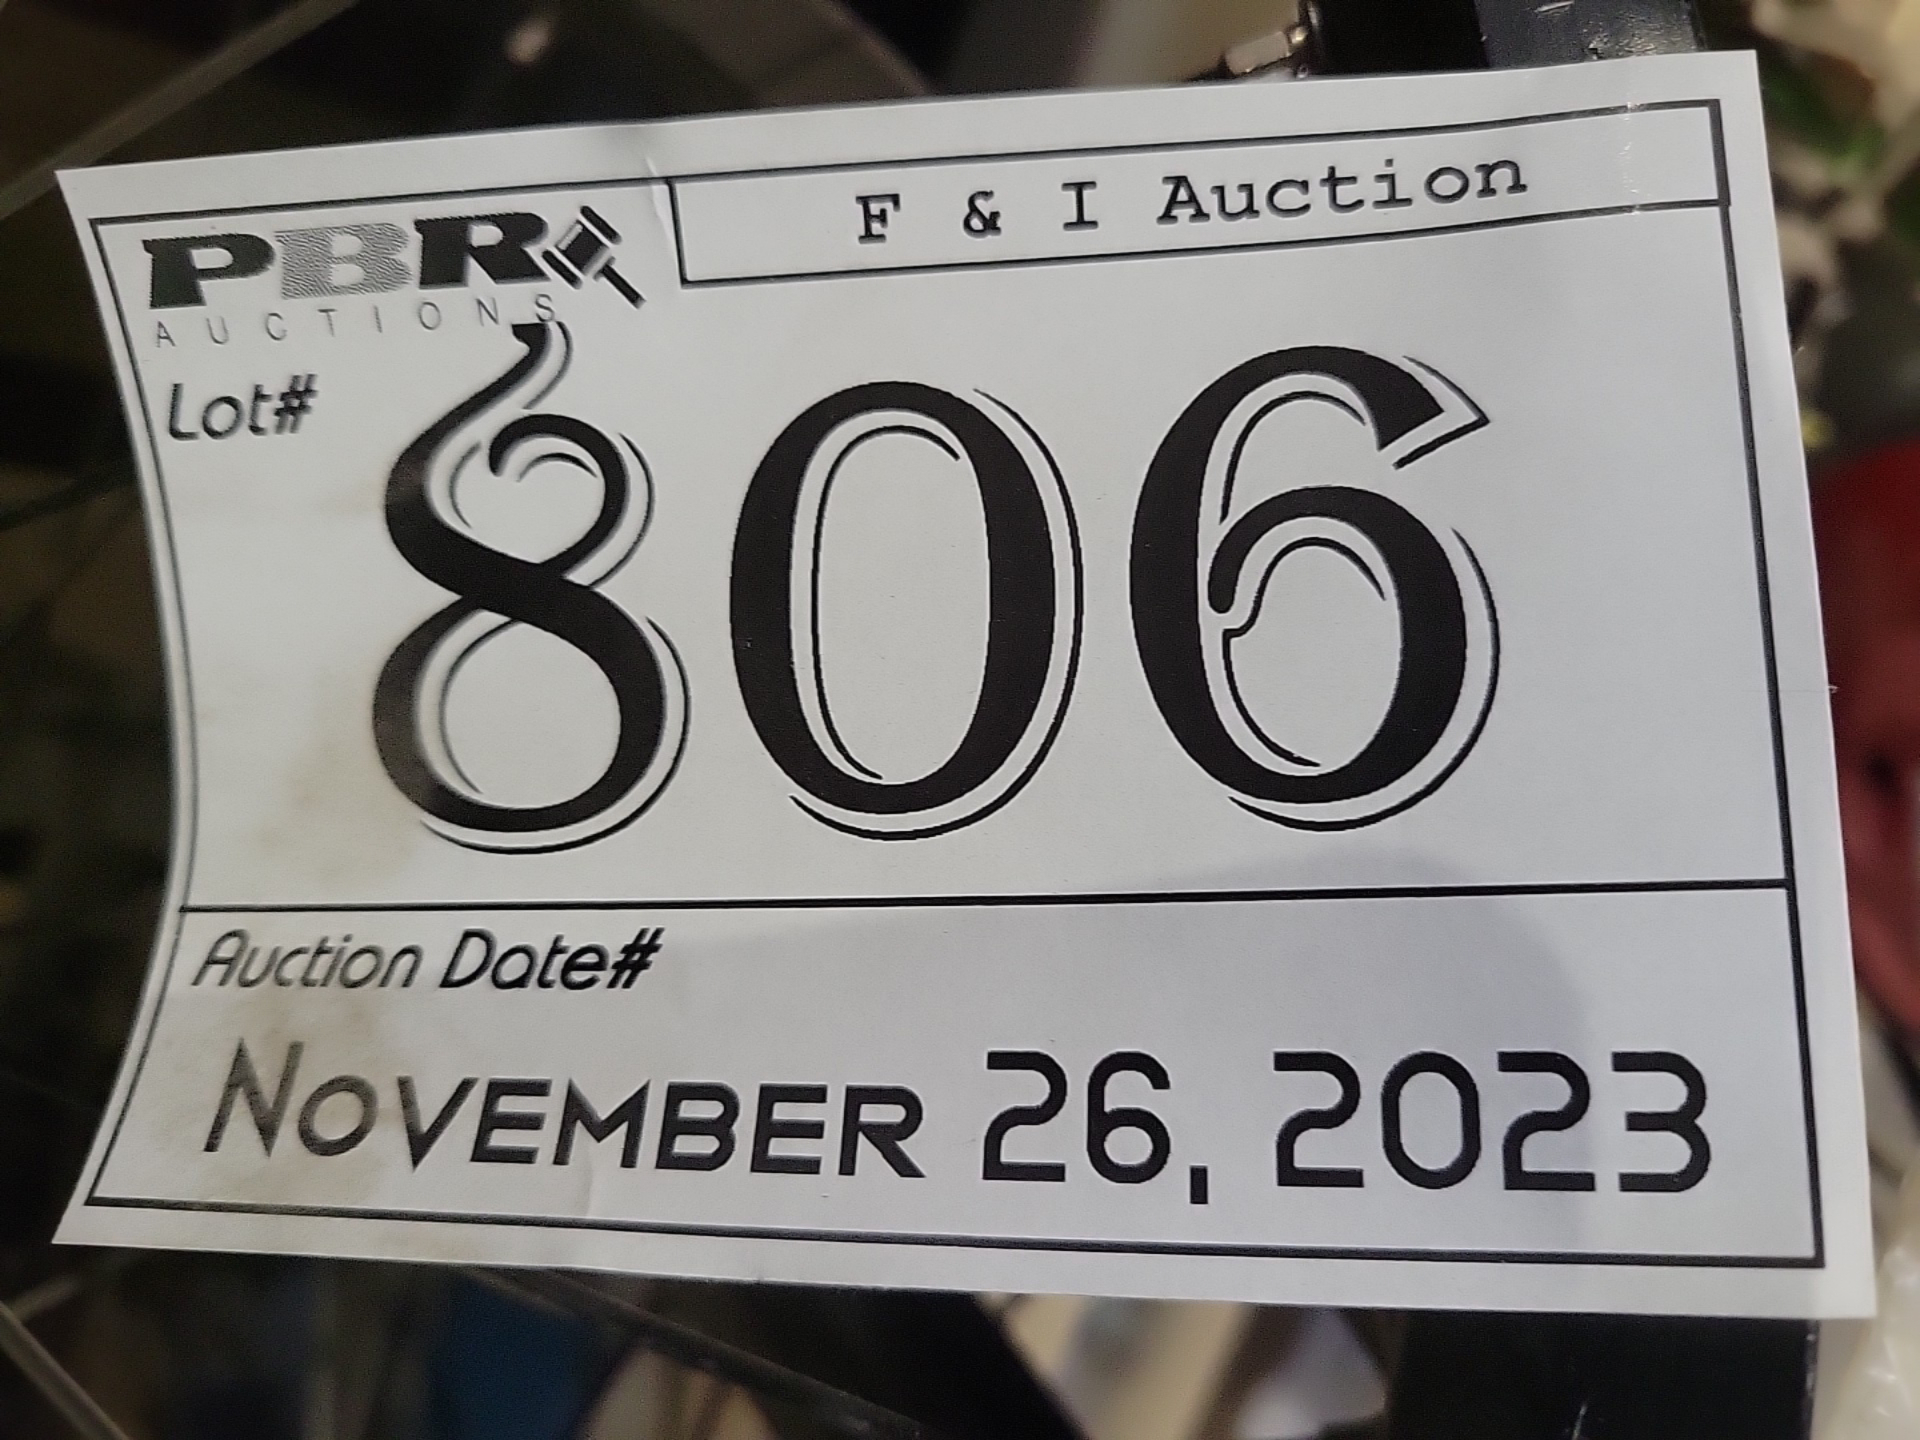 PBR
AUCTIONS
F & I Auction
Lot#
806
Auction Date#
NOVEMBER 26, 2023